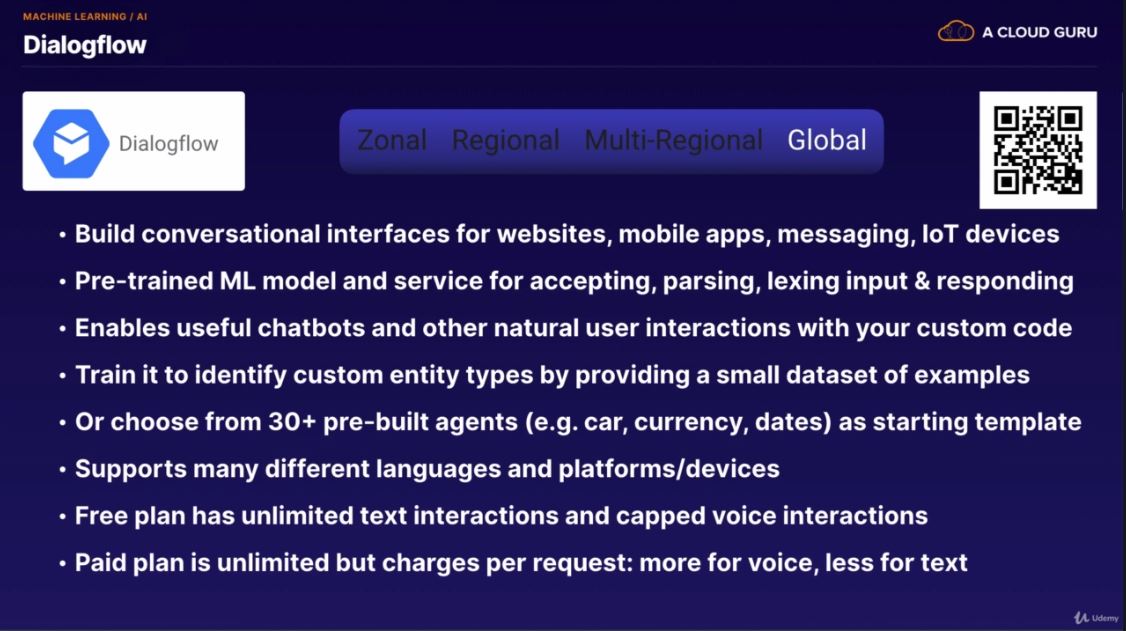 MACHINE LEARNING / AI
Dialogflow
A CLOUD GURU
Dialogflow
Zonal Regional Multi-Regional Global
• Build conversational interfaces for websites, mobile apps, messaging, IoT devices
• Pre-trained ML model and service for accepting, parsing, lexing input & responding
• Enables useful chatbots and other natural user interactions with your custom code
• Train it to identify custom entity types by providing a small dataset of examples
• Or choose from 30+ pre-built agents (e.g. car, currency, dates) as starting template
• Supports many different languages and platforms/devices
• Free plan has unlimited text interactions and capped voice interactions
• Paid plan is unlimited but charges per request: more for voice, less for text
Udemy